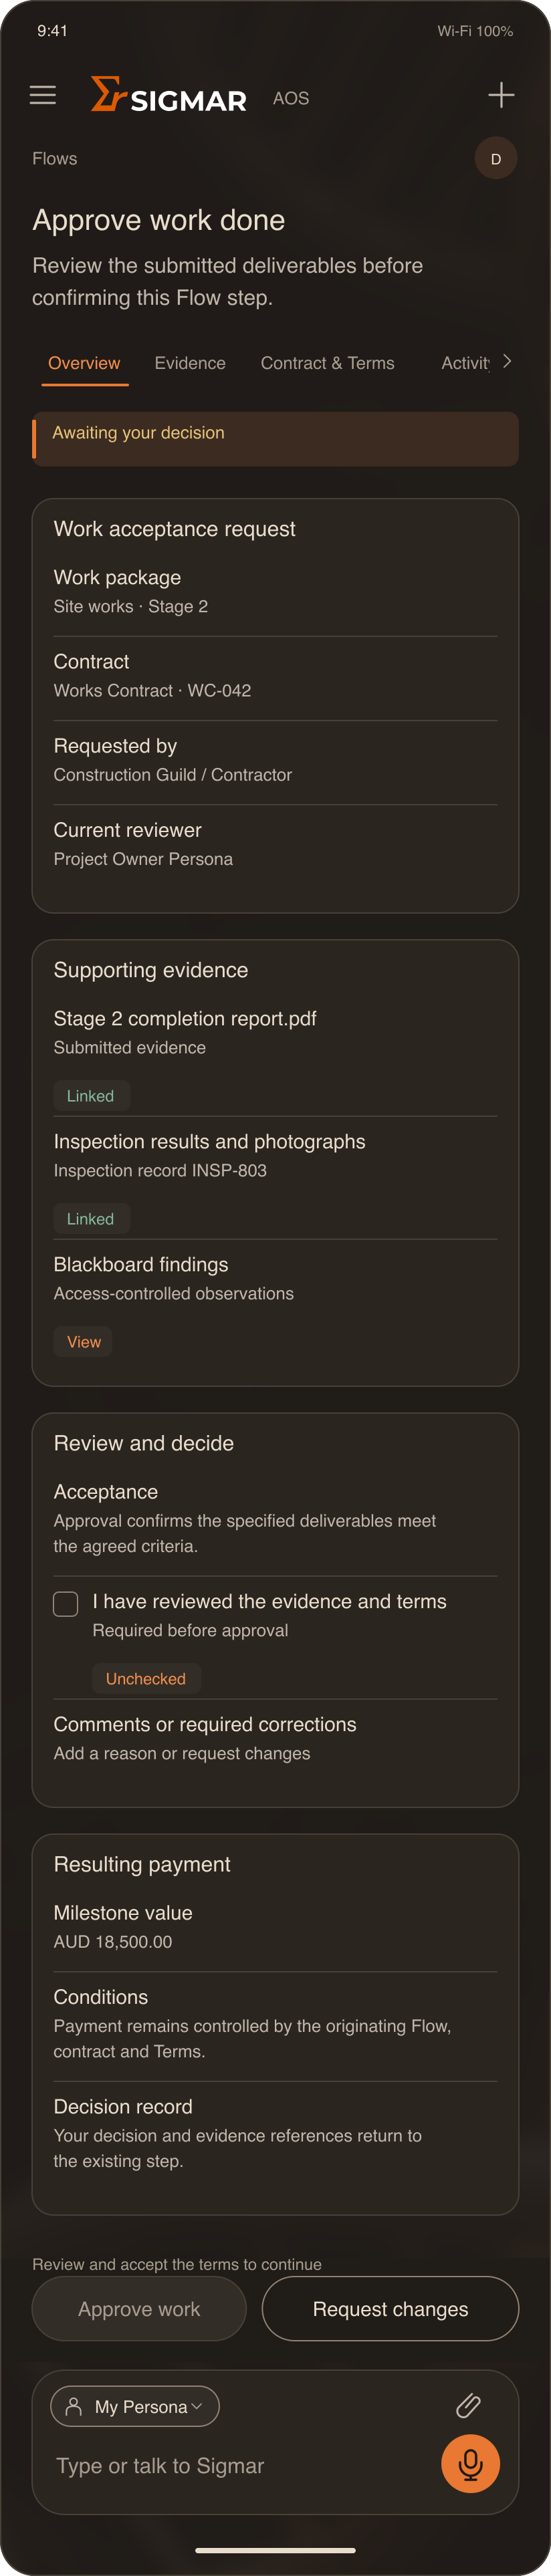 9:41
Wi-Fi 100%
Σr SIGMAR
AOS
Flows
D
Approve work done
Review the submitted deliverables before
confirming this Flow step.
Overview
Evidence
Contract & Terms
Activity
Awaiting your decision
Work acceptance request
Work package
Site works · Stage 2
Contract
Works Contract · WC-042
Requested by
Construction Guild / Contractor
Current reviewer
Project Owner Persona
Supporting evidence
Stage 2 completion report.pdf
Submitted evidence
Linked
Inspection results and photographs
Inspection record INSP-803
Linked
Blackboard findings
Access-controlled observations
View
Review and decide
Acceptance
Approval confirms the specified deliverables meet
the agreed criteria.
I have reviewed the evidence and terms
Required before approval
Unchecked
Comments or required corrections
Add a reason or request changes
Resulting payment
Milestone value
AUD 18,500.00
Conditions
Payment remains controlled by the originating Flow,
contract and Terms.
Decision record
Your decision and evidence references return to
the existing step.
Review and accept the terms to continue
Approve work
Request changes
My Persona
Type or talk to Sigmar